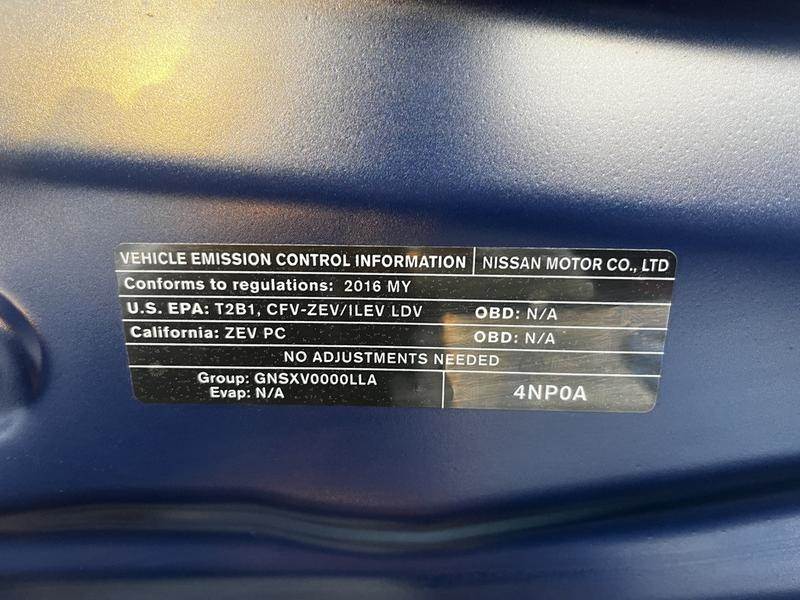 VEHICLE EMISSION CONTROL INFORMATION NISSAN MOTOR CO., LTD
Conforms to regulations: 2016 MY
U.S. EPA: T2B1, CFV-ZEV/ILEV LDV OBD: N/A
California: ZEV PC OBD: N/A
NO ADJUSTMENTS NEEDED
Group: GNSXV0000LLA
Evap: N/A
4NP0A